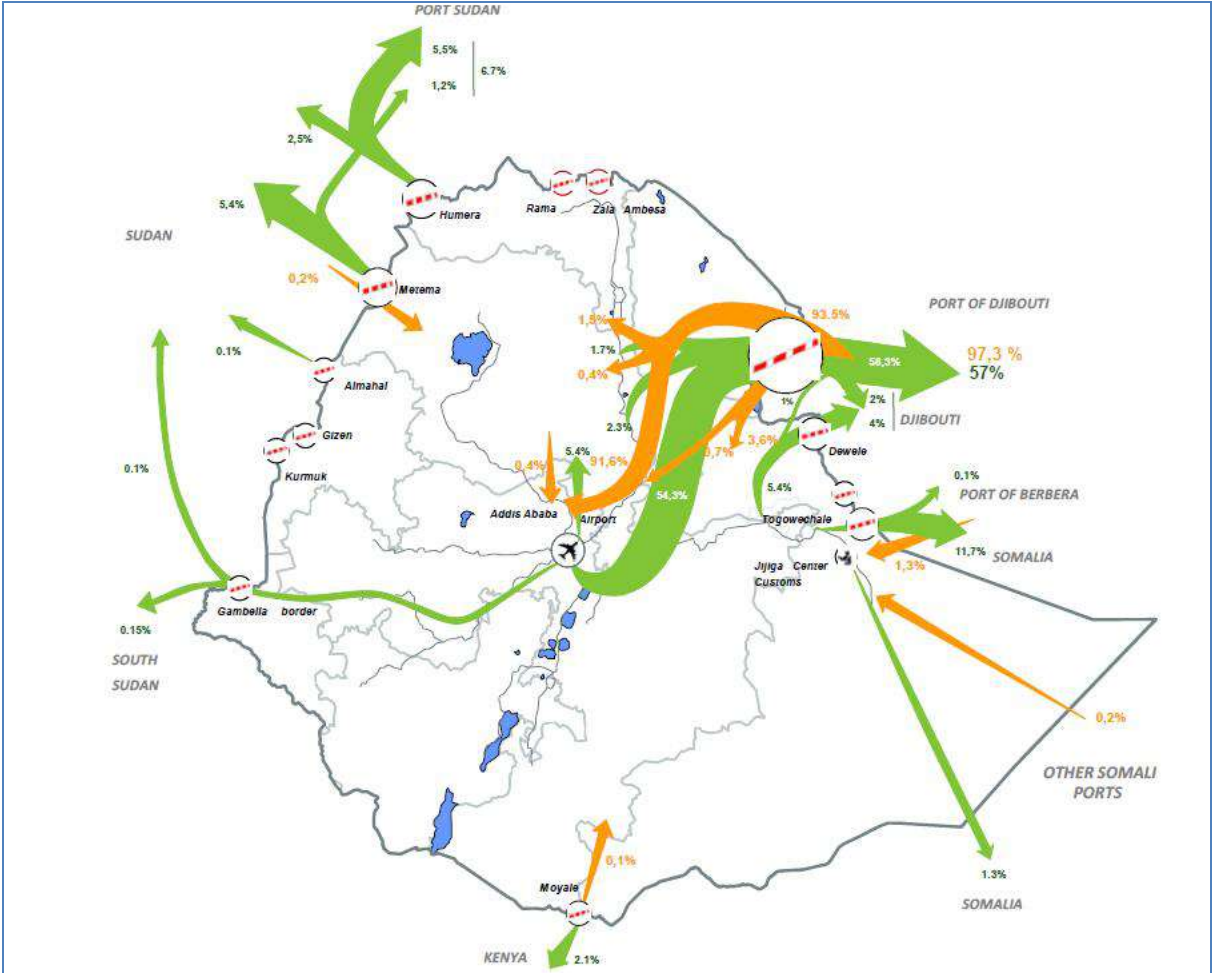 PORT SUDAN
5,5%
6.7%
1,2%
2,5%
5,4%
Humera
Rama
Zala Ambesa
SUDAN
0,2%
Metema
PORT OF DJIBOUTI
93.5%
1,5%
97,3 %
58,3%
57%
0.1%
1.7%
Almahal
0,4%
1%
2%
DJIBOUTI
4%
2.3%
Gizen
3,6%
0,7%
Dewele
5.4%
91,6%
0,4%
Kurmuk
0.1%
5.4%
54,3%
0,1%
PORT OF BERBERA
Addis Ababa
Airport
Togowechale
11,7%
SOMALIA
1,3%
Jijiga Center
Customs
Gambella border
0.15%
SOUTH
SUDAN
0,2%
OTHER SOMALI
PORTS
0,1%
1.3%
Moyale
SOMALIA
KENYA
2.1%